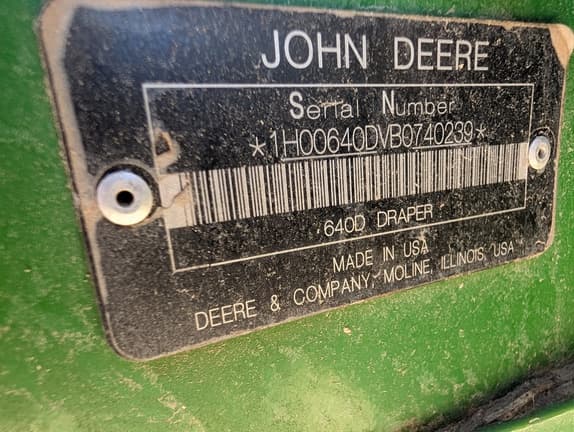 JOHN DEERE
Serial Number
*1H00640DVB0740239*
640D DRAPER
MADE IN USA
DEERE & COMPANY, MOLINE, ILLINOIS, USA